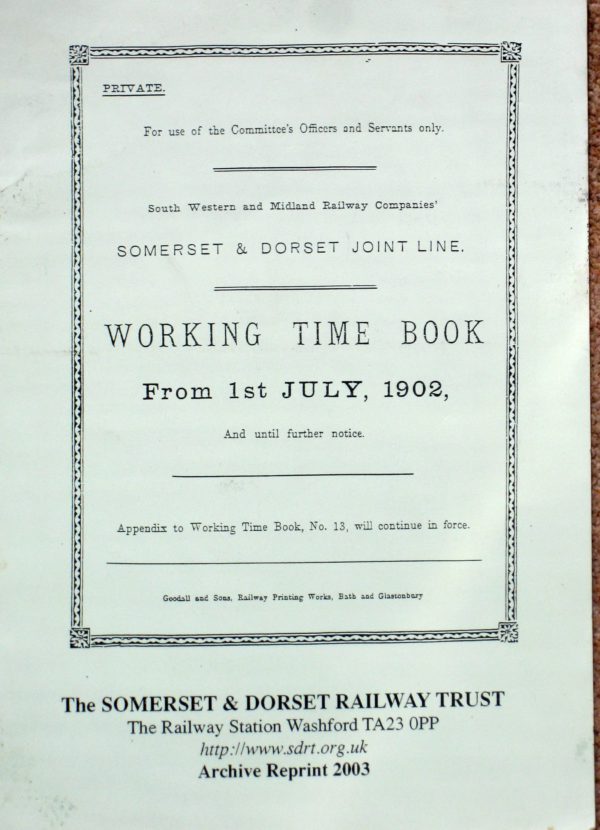 PRIVATE.
For use of the Committee's Officers and Servants only.
South Western and Midland Railway Companies'
SOMERSET & DORSET JOINT LINE.
WORKING TIME BOOK
From 1st JULY, 1902,
And until further notice.
Appendix to Working Time Book, No. 13, will continue in force.
Goodall and Sons, Railway Printing Works, Bath and Glastonbury
The SOMERSET & DORSET RAILWAY TRUST
The Railway Station Washford TA23 0PP
http://www.sdrt.org.uk
Archive Reprint 2003